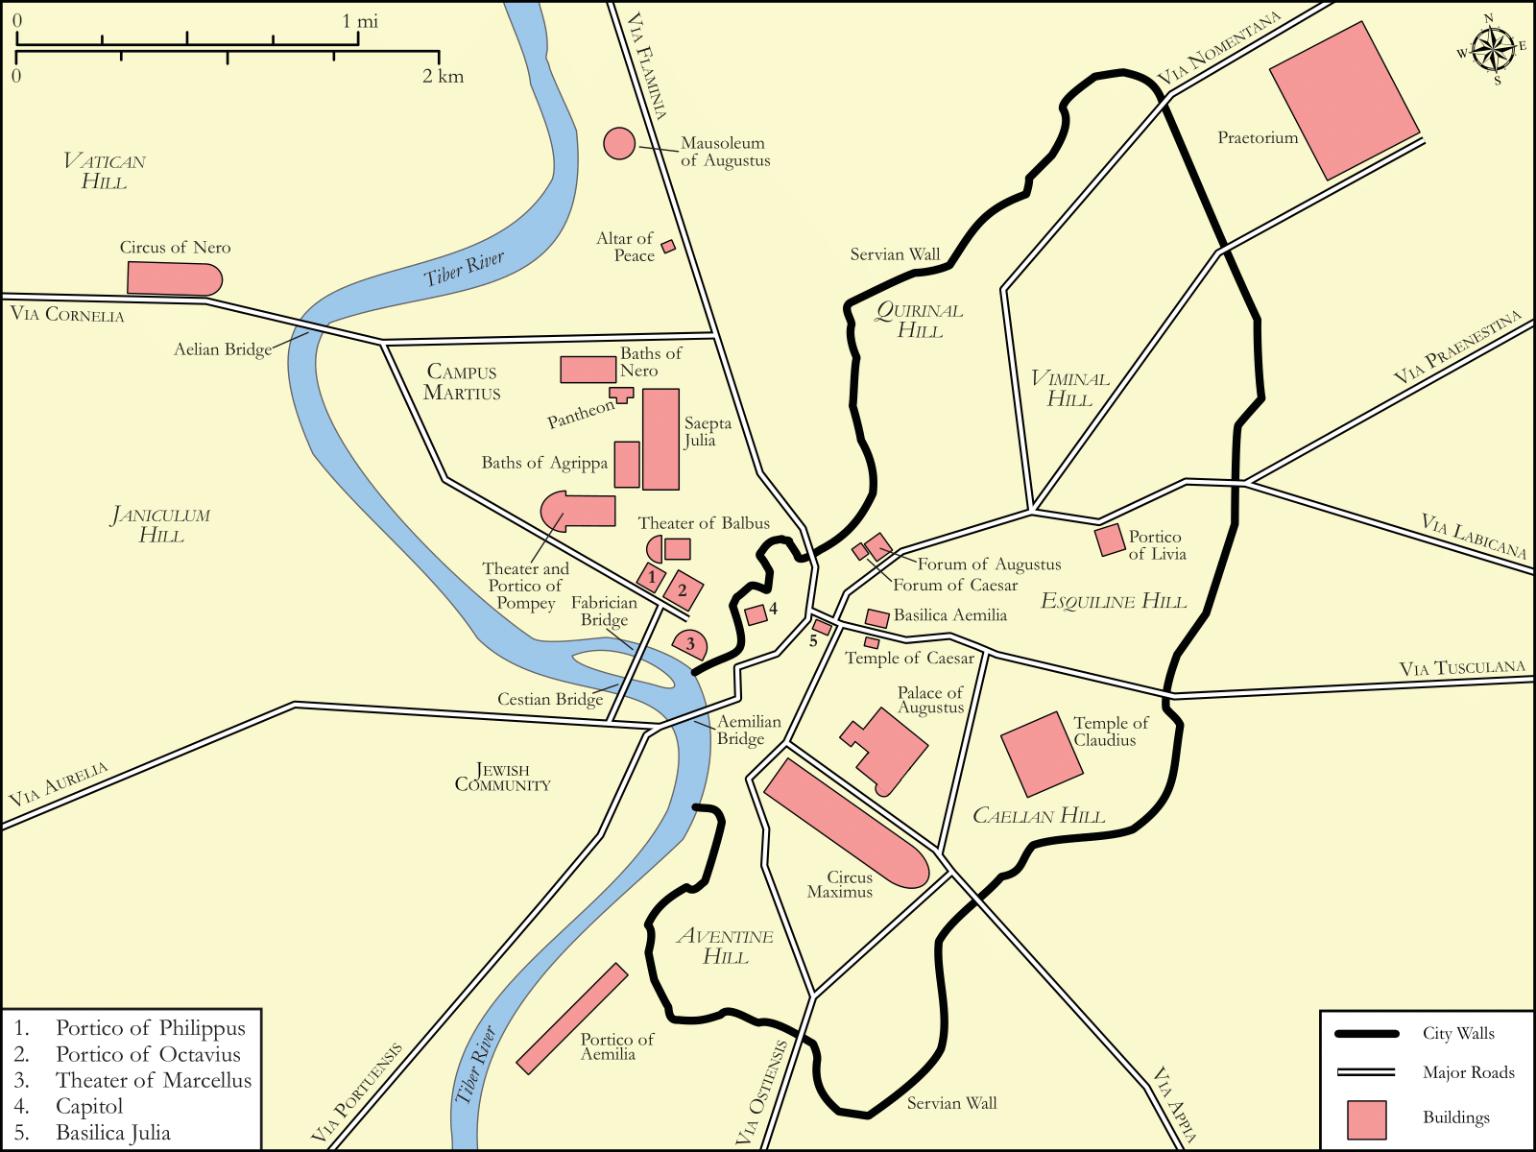 0
1 mi
0
2 km
N
W
E
S
VIA FLAMINIA
VIA NOMENTANA
Praetorium
Mausoleum
of Augustus
VATICAN
HILL
Circus of Nero
Altar of
Peace
Servian Wall
Tiber River
VIA CORNELIA
Aelian Bridge
QUIRINAL
HILL
VIA PRAENESTINA
CAMPUS
MARTIUS
Baths of
Nero
Pantheon
VIMINAL
HILL
Saepta
Julia
Baths of Agrippa
JANICULUM
HILL
Theater of Balbus
VIA LABICANA
Portico
of Livia
Theater and
Portico of
Pompey
1
2
Forum of Augustus
Forum of Caesar
ESQUILINE HILL
Fabrician
Bridge
4
Basilica Aemilia
3
5
Temple of Caesar
VIA TUSCULANA
Cestian Bridge
Palace of
Augustus
Aemilian
Bridge
Temple of
Claudius
VIA AURELIA
JEWISH
COMMUNITY
CAELIAN HILL
Circus
Maximus
AVENTINE
HILL
Portico of
Aemilia
Tiber River
VIA PORTUENSIS
VIA OSTIENSIS
Servian Wall
VIA APPIA
1. Portico of Philippus
2. Portico of Octavius
3. Theater of Marcellus
4. Capitol
5. Basilica Julia
City Walls
Major Roads
Buildings